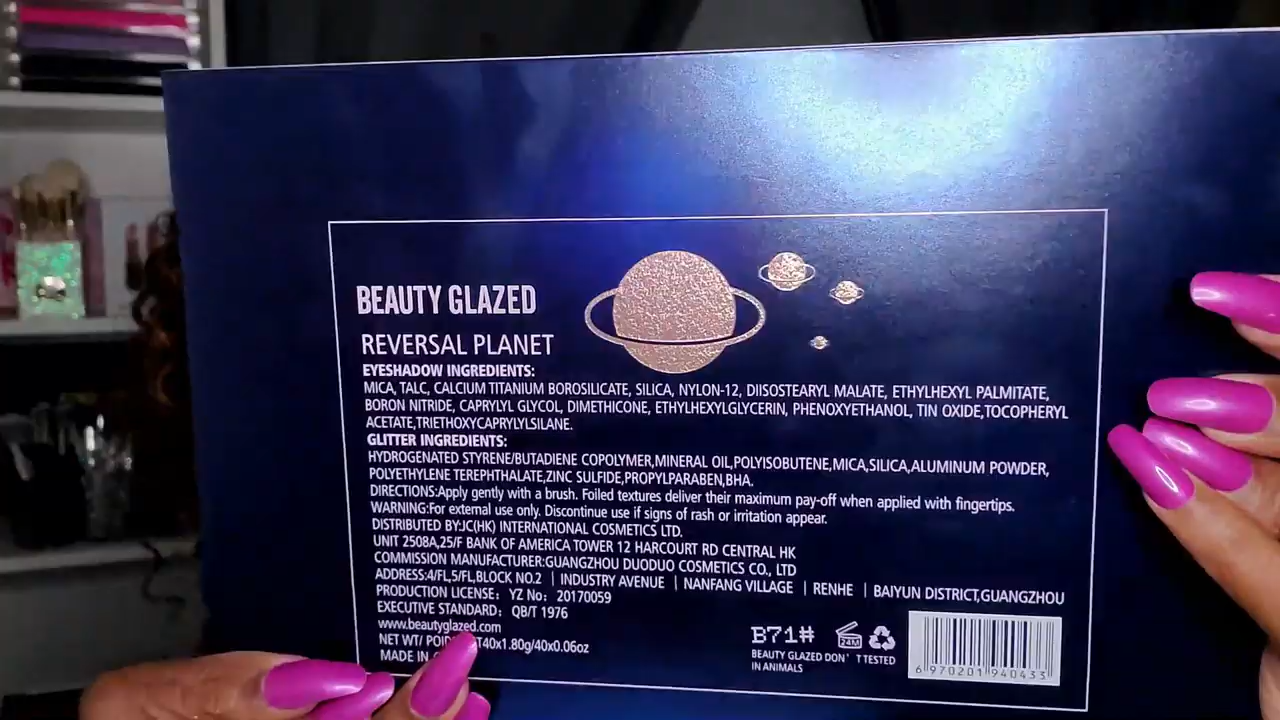 BEAUTY GLAZED
REVERSAL PLANET
EYESHADOW INGREDIENTS:
MICA, TALC, CALCIUM TITANIUM BOROSILICATE, SILICA, NYLON-12, DIISOSTEARYL MALATE, ETHYLHEXYL PALMITATE,
BORON NITRIDE, CAPRYLYL GLYCOL, DIMETHICONE, ETHYLHEXYLGLYCERIN, PHENOXYETHANOL, TIN OXIDE,TOCOPHERYL
ACETATE,TRIETHOXYCAPRYLYLSILANE.
GLITTER INGREDIENTS:
HYDROGENATED STYRENE/BUTADIENE COPOLYMER,MINERAL OIL,POLYISOBUTENE,MICA,SILICA,ALUMINUM POWDER,
POLYETHYLENE TEREPHTHALATE,ZINC SULFIDE,PROPYLPARABEN,BHA.
DIRECTIONS:Apply gently with a brush. Foiled textures deliver their maximum pay-off when applied with fingertips.
WARNING:For external use only. Discontinue use if signs of rash or irritation appear.
DISTRIBUTED BY:JC(HK) INTERNATIONAL COSMETICS LTD.
UNIT 2508A,25/F BANK OF AMERICA TOWER 12 HARCOURT RD CENTRAL HK
COMMISSION MANUFACTURER:GUANGZHOU DUODUO COSMETICS CO., LTD
ADDRESS:4/FL,5/FL,BLOCK NO.2 | INDUSTRY AVENUE | NANFANG VILLAGE | RENHE | BAIYUN DISTRICT,GUANGZHOU
PRODUCTION LICENSE: YZ No: 20170059
EXECUTIVE STANDARD: QB/T 1976
www.beautyglazed.com
NET WT/ 40x1.80g/40x0.06oz
MADE IN
B71#
24M
BEAUTY GLAZED DON' T TESTED
IN ANIMALS
6 970201 940433